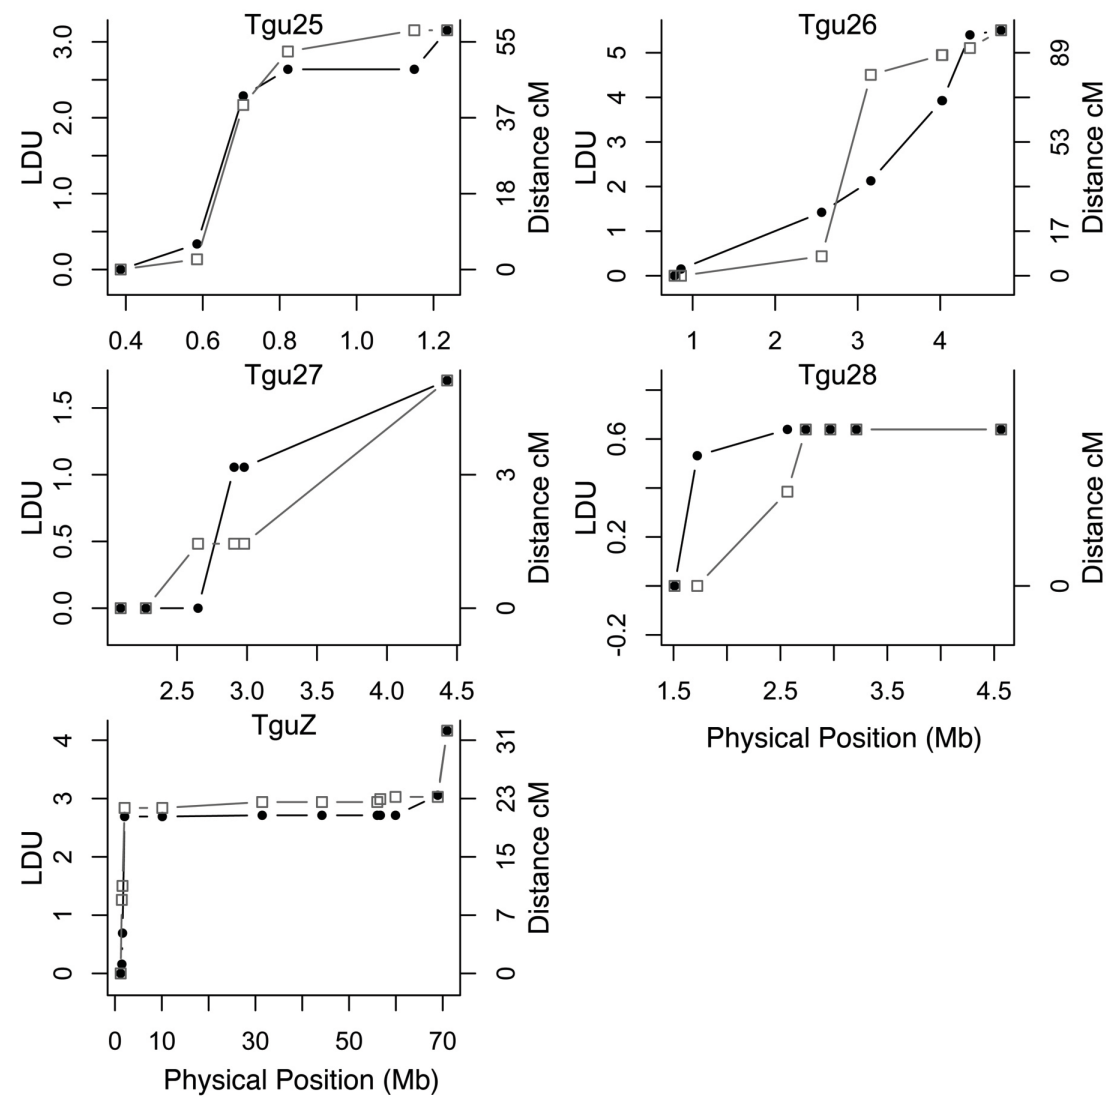 Tgu25
LDU
0.0 1.0 2.0 3.0
0.4 0.6 0.8 1.0 1.2
0 18 37 55
Distance cM
Tgu26
LDU
0 1 2 3 4 5
1 2 3 4
0 17 53 89
Distance cM
Tgu27
LDU
0.0 0.5 1.0 1.5
2.5 3.0 3.5 4.0 4.5
0 3
Distance cM
Tgu28
LDU
-0.2 0.2 0.6
1.5 2.5 3.5 4.5
0
Distance cM
Physical Position (Mb)
TguZ
LDU
0 1 2 3 4
0 10 30 50 70
0 7 15 23 31
Distance cM
Physical Position (Mb)